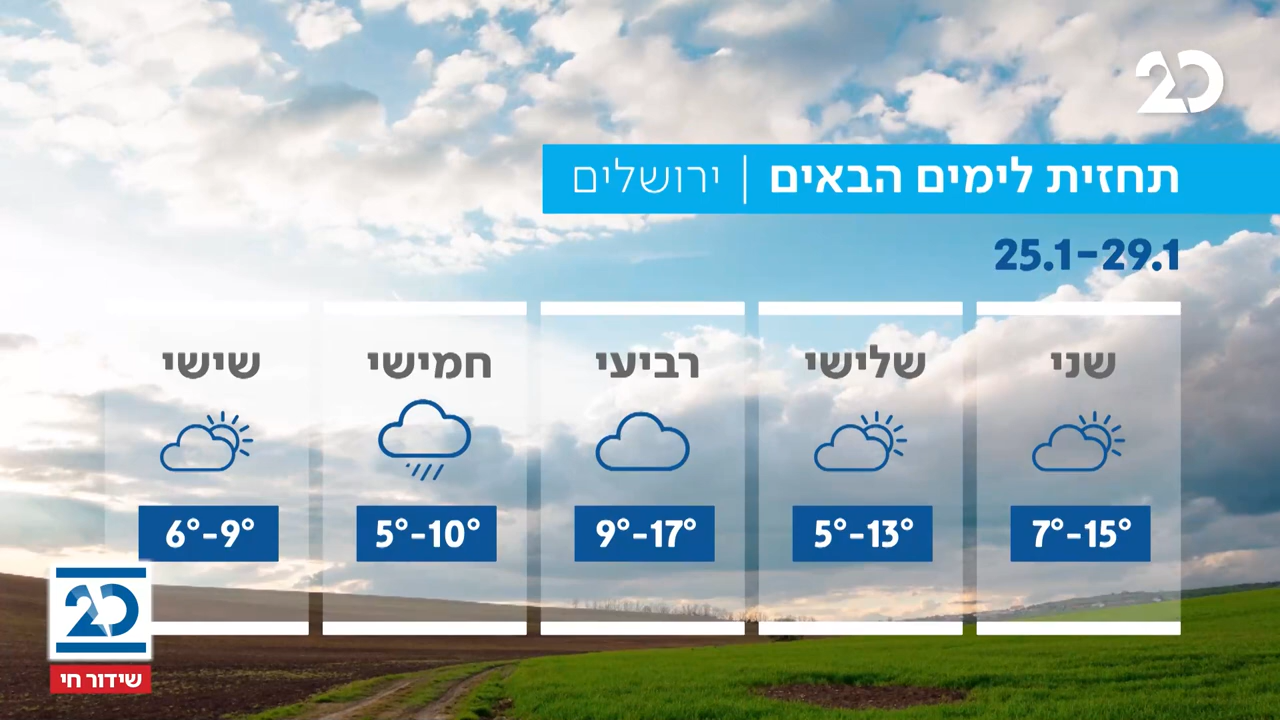 20
תחזית לימים הבאים | ירושלים
25.1-29.1
שני שלישי רביעי חמישי שישי
7°-15° 5°-13° 9°-17° 5°-10° 6°-9°
20
שידור חי